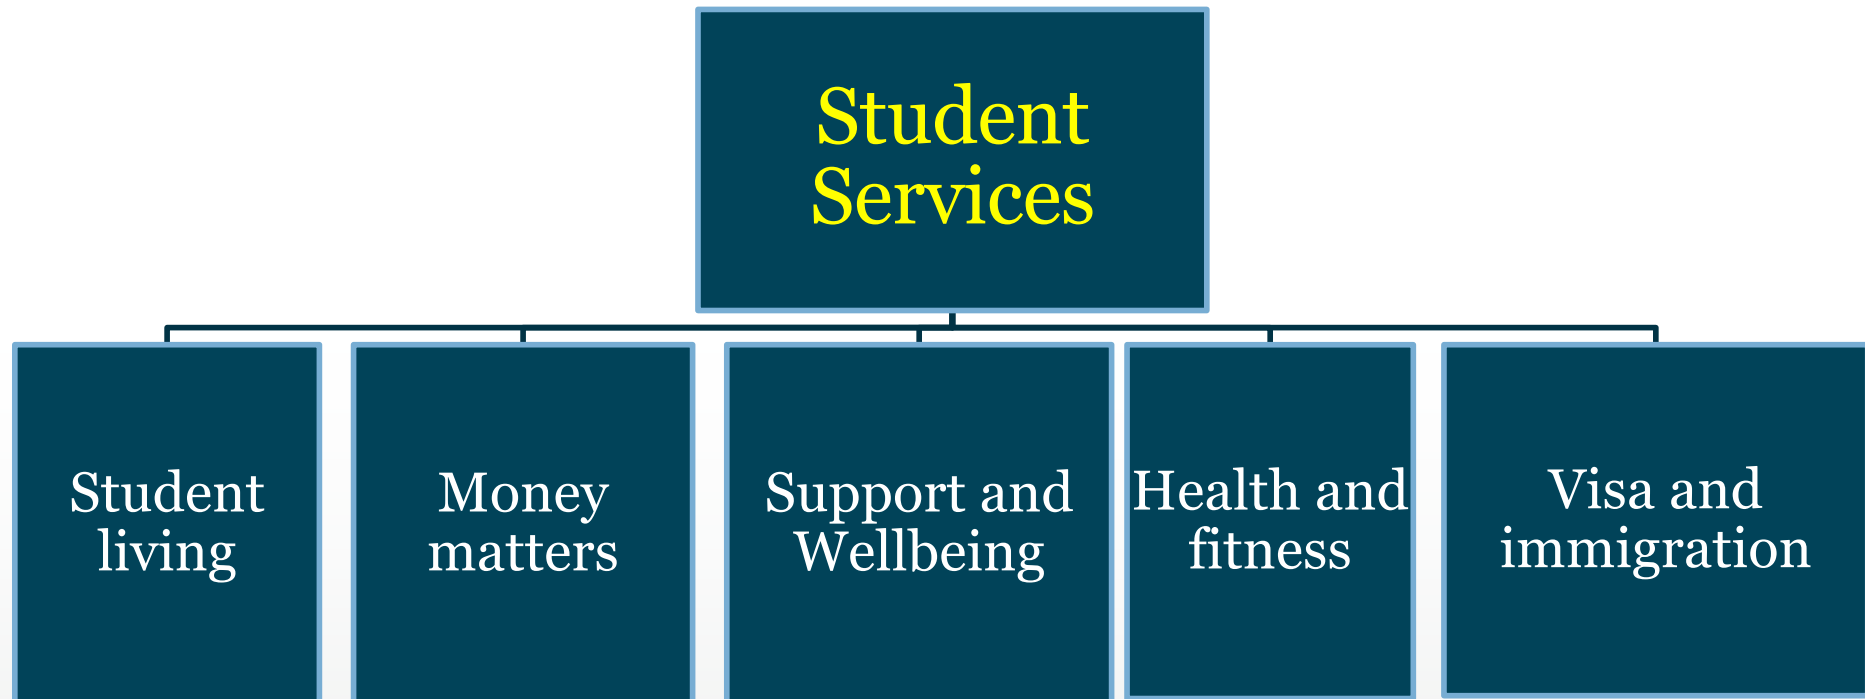 Student
Services
Student
living
Money
matters
Support and
Wellbeing
Health and
fitness
Visa and
immigration